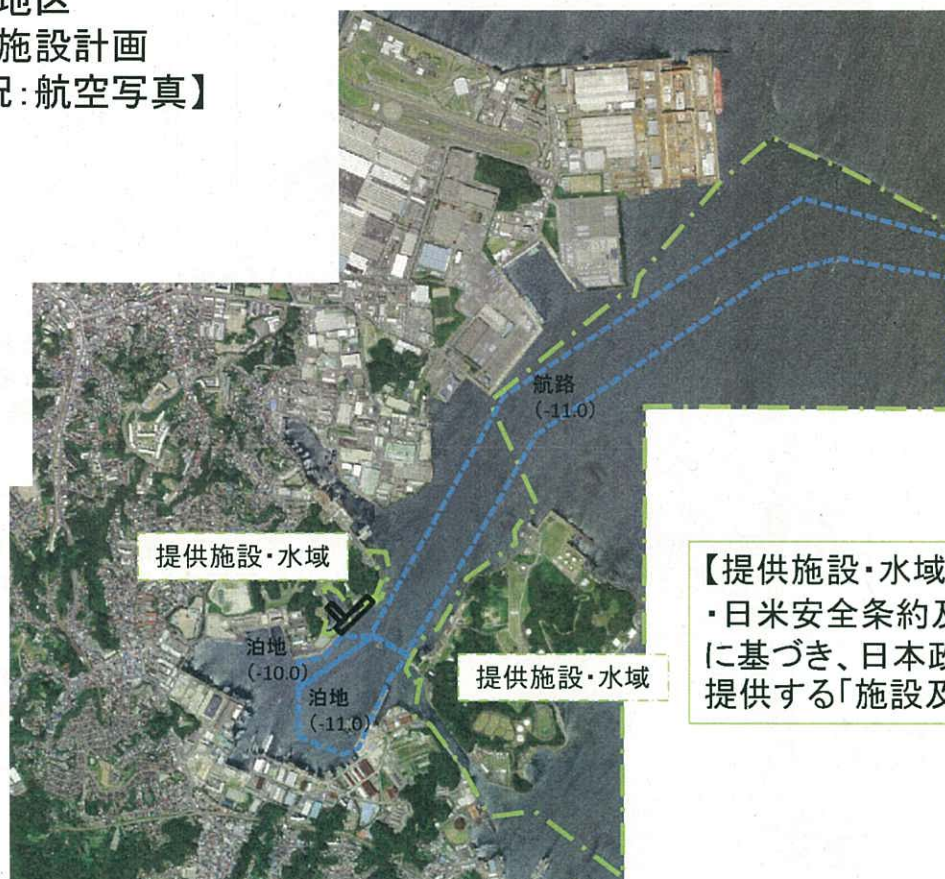 地区
施設計画
況:航空写真】
航路
(-11.0)
提供施設・水域
泊地
(-10.0)
泊地
(-11.0)
提供施設・水域
【提供施設・水域
・日米安全条約及
に基づき、日本政
提供する「施設及